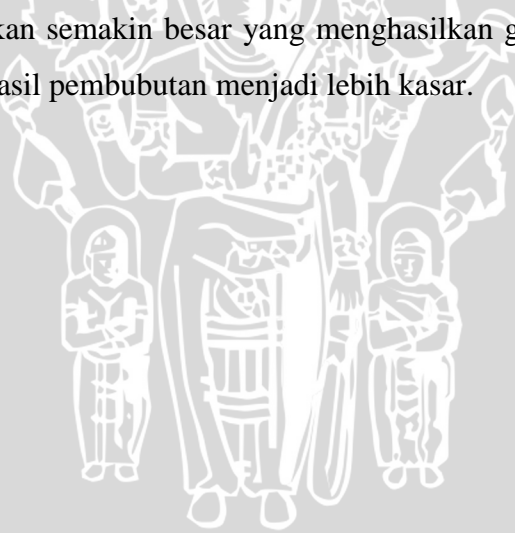 kan semakin besar yang menghasilkan g
asil pembubutan menjadi lebih kasar.